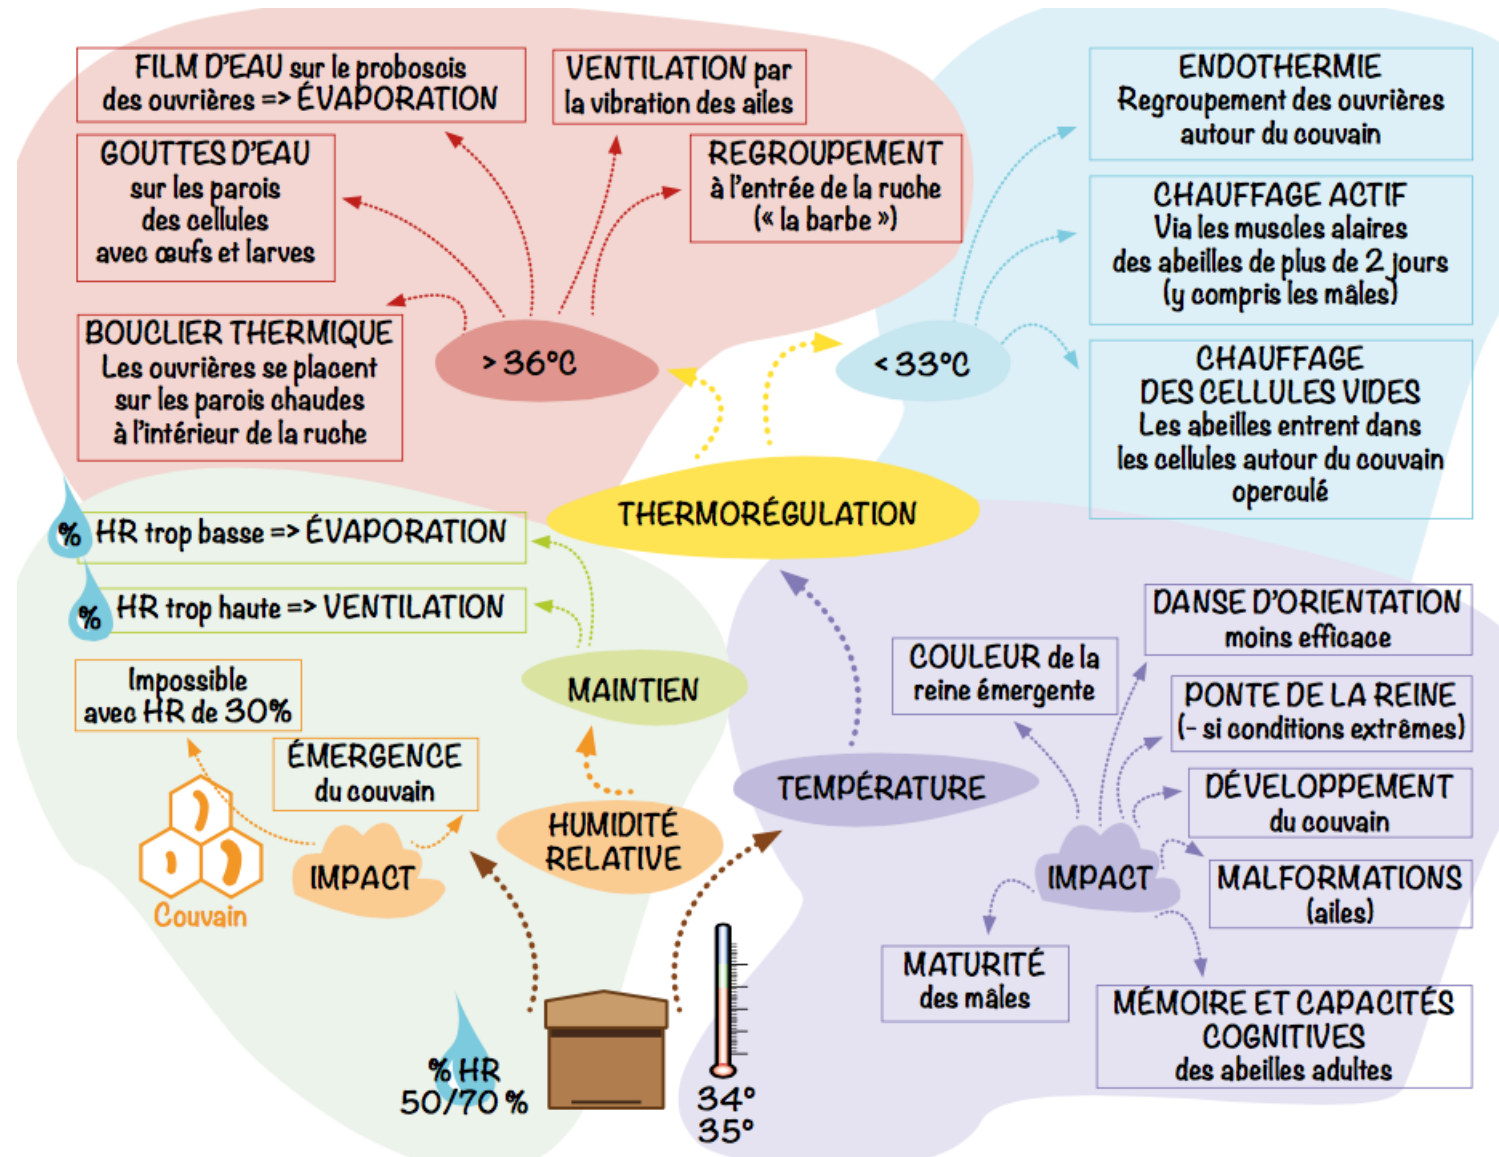 FILM D'EAU sur le proboscis
des ouvrières => ÉVAPORATION
VENTILATION par
la vibration des ailes
ENDOTHERMIE
Regroupement des ouvrières
autour du couvain
GOUTTES D'EAU
sur les parois
des cellules
avec œufs et larves
REGROUPEMENT
à l'entrée de la ruche
(« la barbe »)
CHAUFFAGE ACTIF
Via les muscles alaires
des abeilles de plus de 2 jours
(y compris les mâles)
BOUCLIER THERMIQUE
Les ouvrières se placent
sur les parois chaudes
à l'intérieur de la ruche
> 36°C
< 33°C
CHAUFFAGE
DES CELLULES VIDES
Les abeilles entrent dans
les cellules autour du couvain
operculé
THERMORÉGULATION
% HR trop basse => ÉVAPORATION
% HR trop haute => VENTILATION
MAINTIEN
Impossible
avec HR de 30%
ÉMERGENCE
du couvain
IMPACT
Couvain
HUMIDITÉ
RELATIVE
TEMPÉRATURE
COULEUR de la
reine émergente
DANSE D'ORIENTATION
moins efficace
PONTE DE LA REINE
(- si conditions extrêmes)
DÉVELOPPEMENT
du couvain
IMPACT
MALFORMATIONS
(ailes)
MATURITÉ
des mâles
MÉMOIRE ET CAPACITÉS
COGNITIVES
des abeilles adultes
% HR
50/70 %
34°
35°